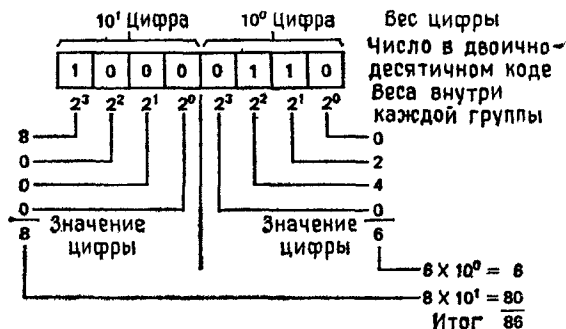 10¹ Цифра 10⁰ Цифра Вес цифры
1 0 0 0 0 1 1 0 Число в двоично-
десятичном коде
2³ 2² 2¹ 2⁰ 2³ 2² 2¹ 2⁰ Веса внутри
каждой группы
8 0
0 2
0 4
0 0
8 Значение Значение 6
цифры цифры
6 X 10⁰ = 6
8 X 10¹ = 80
Итог 86